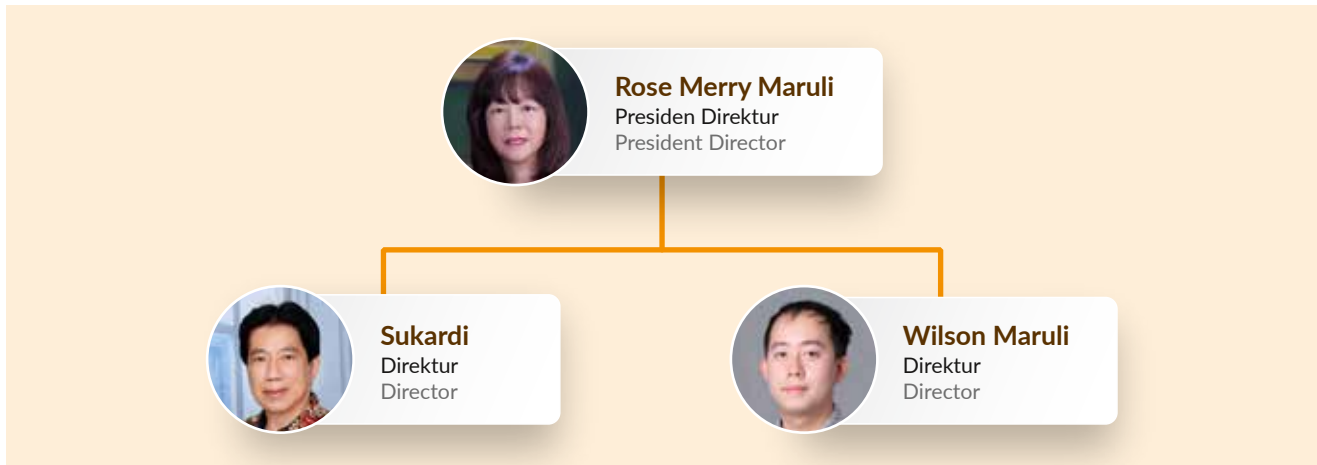 Rose Merry Maruli
Presiden Direktur
President Director
Sukardi
Direktur
Director
Wilson Maruli
Direktur
Director